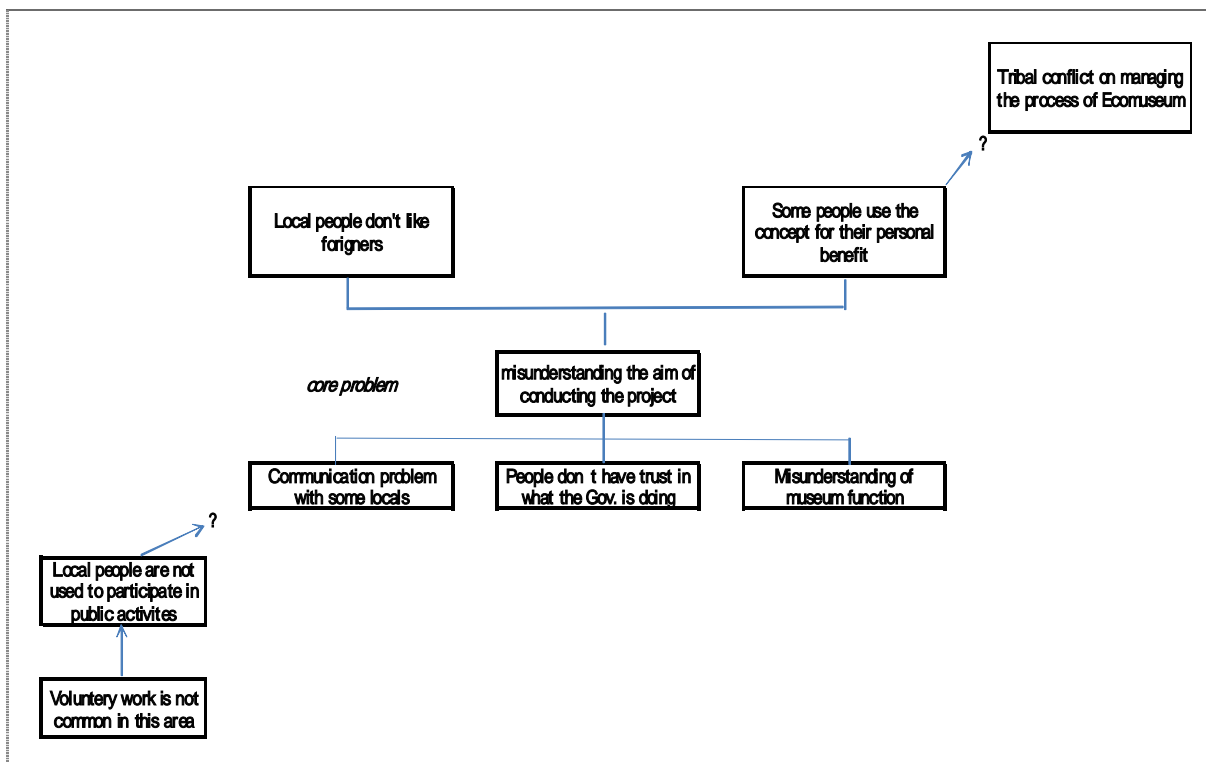 Tribal conflict on managing
the process of Ecomuseum
?
Local people don't like
forigners
Some people use the
concept for their personal
benefit
core problem
misunderstanding the aim of
conducting the project
Communication problem
with some locals
People don t have trust in
what the Gov. is doing
Misunderstanding of
museum function
?
Local people are not
used to participate in
public activites
Voluntery work is not
common in this area